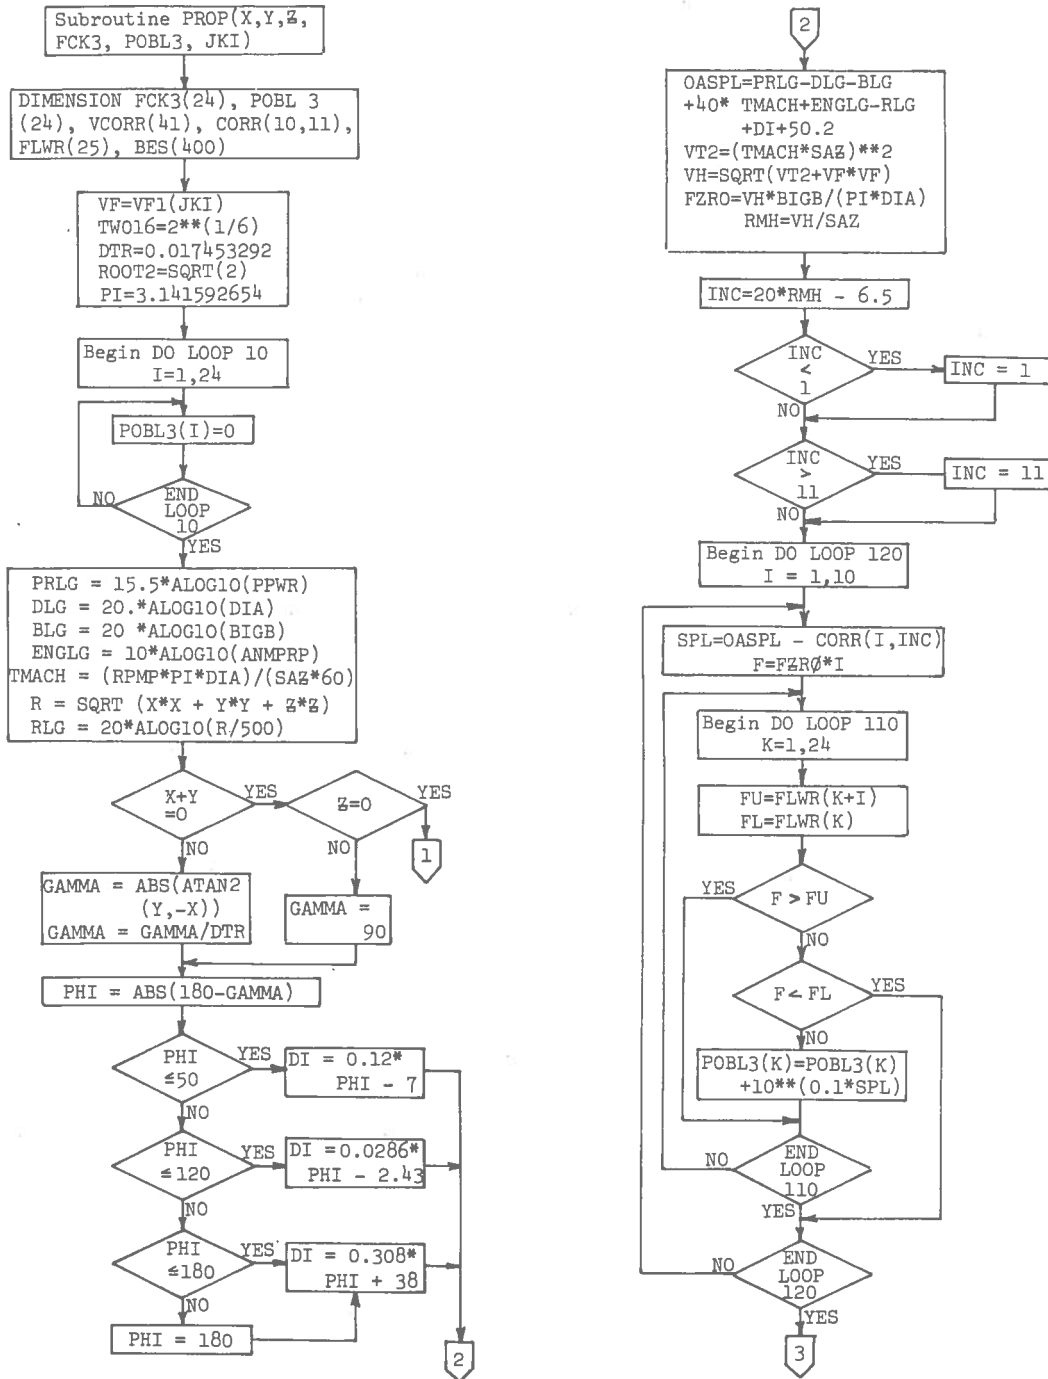 Subroutine PROP(X,Y,Z,
FCK3, POBL3, JKI)
DIMENSION FCK3(24), POBL 3
(24), VCORR(41), CORR(10,11),
FLWR(25), BES(400)
VF=VF1(JKI)
TWO16=2**(1/6)
DTR=0.017453292
ROOT2=SQRT(2)
PI=3.141592654
Begin DO LOOP 10
I=1,24
POBL3(I)=0
NO
END
LOOP
10
YES
PRLG = 15.5*ALOG10(PPWR)
DLG = 20.*ALOG10(DIA)
BLG = 20 *ALOG10(BIGB)
ENGLG = 10*ALOG10(ANMPRP)
TMACH = (RPMP*PI*DIA)/(SAZ*60)
R = SQRT (X*X + Y*Y + Z*Z)
RLG = 20*ALOG10(R/500)
X+Y
=0
YES
Z=0
YES
NO
NO
1
GAMMA = ABS(ATAN2
(Y,-X))
GAMMA = GAMMA/DTR
GAMMA =
90
PHI = ABS(180-GAMMA)
PHI
≤50
YES
DI = 0.12*
PHI - 7
NO
PHI
≤120
YES
DI =0.0286*
PHI - 2.43
NO
PHI
≤180
YES
DI = 0.308*
PHI + 38
NO
PHI = 180
2
2
OASPL=PRLG-DLG-BLG
+40* TMACH+ENGLG-RLG
+DI+50.2
VT2=(TMACH*SAZ)**2
VH=SQRT(VT2+VF*VF)
FZRO=VH*BIGB/(PI*DIA)
RMH=VH/SAZ
INC=20*RMH - 6.5
INC
<
1
YES
INC = 1
NO
INC
>
11
YES
INC = 11
NO
Begin DO LOOP 120
I = 1,10
SPL=OASPL - CORR(I,INC)
F=FZRØ*I
Begin DO LOOP 110
K=1,24
FU=FLWR(K+I)
FL=FLWR(K)
YES
F > FU
NO
F < FL
YES
NO
POBL3(K)=POBL3(K)
+10**(0.1*SPL)
NO
END
LOOP
110
YES
NO
END
LOOP
120
YES
3